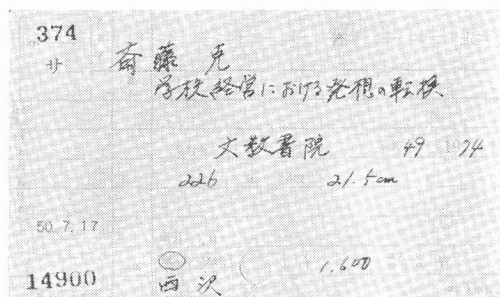 374
サ 斎藤 克
学校経営における発想の転換
文教書院 49 1974
226 21.5cm
50.7.17
14900 西沢 1.600